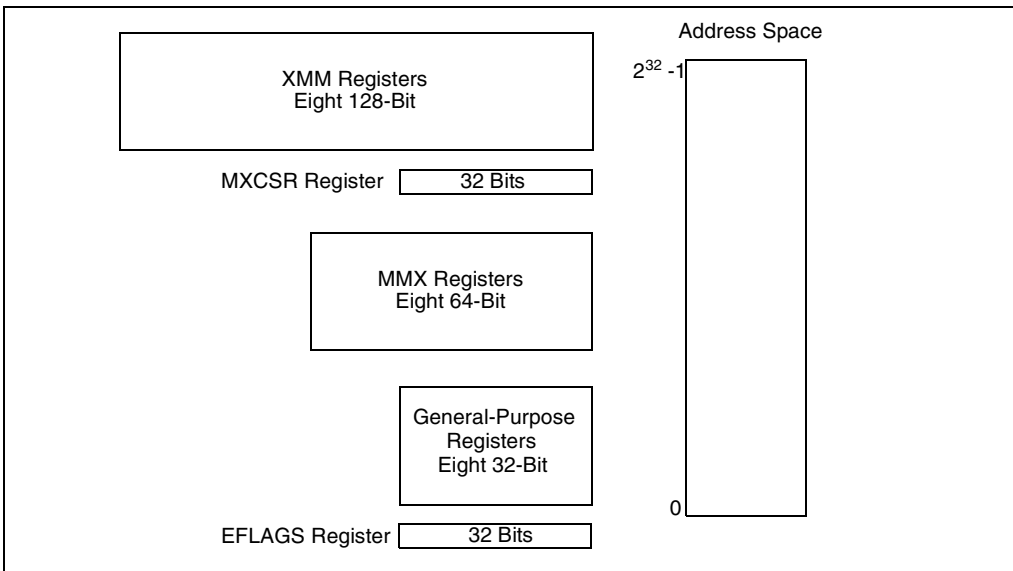 Address Space
XMM Registers
Eight 128-Bit
2³² -1
MXCSR Register
32 Bits
MMX Registers
Eight 64-Bit
General-Purpose
Registers
Eight 32-Bit
0
EFLAGS Register
32 Bits